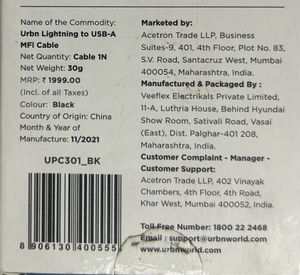 Name of the Commodity:
Urbn Lightning to USB-A
MFI Cable
Net Quantity: Cable 1N
Net Weight: 30g
MRP: ₹ 1999.00
(Incl. of all Taxes)
Colour: Black
Country of Origin: China
Month & Year of
Manufacture: 11/2021
UPC301_BK
8 906130 400555
Marketed by:
Acetron Trade LLP, Business
Suites-9, 401, 4th Floor, Plot No. 83,
S.V. Road, Santacruz West, Mumbai
400054, Maharashtra, India.
Manufactured & Packaged By :
Veeflex Electrikals Private Limited,
11-A, Luthria House, Behind Hyundai
Show Room, Sativali Road, Vasai
(East), Dist. Palghar-401 208,
Maharashtra, India.
Customer Complaint - Manager -
Customer Support:
Acetron Trade LLP, 402 Vinayak
Chambers, 4th Floor, 4th Road,
Khar West, Mumbai 400052, India.
Toll Free Number: 1800 22 2468
Email : support@urbnworld.com
www.urbnworld.com